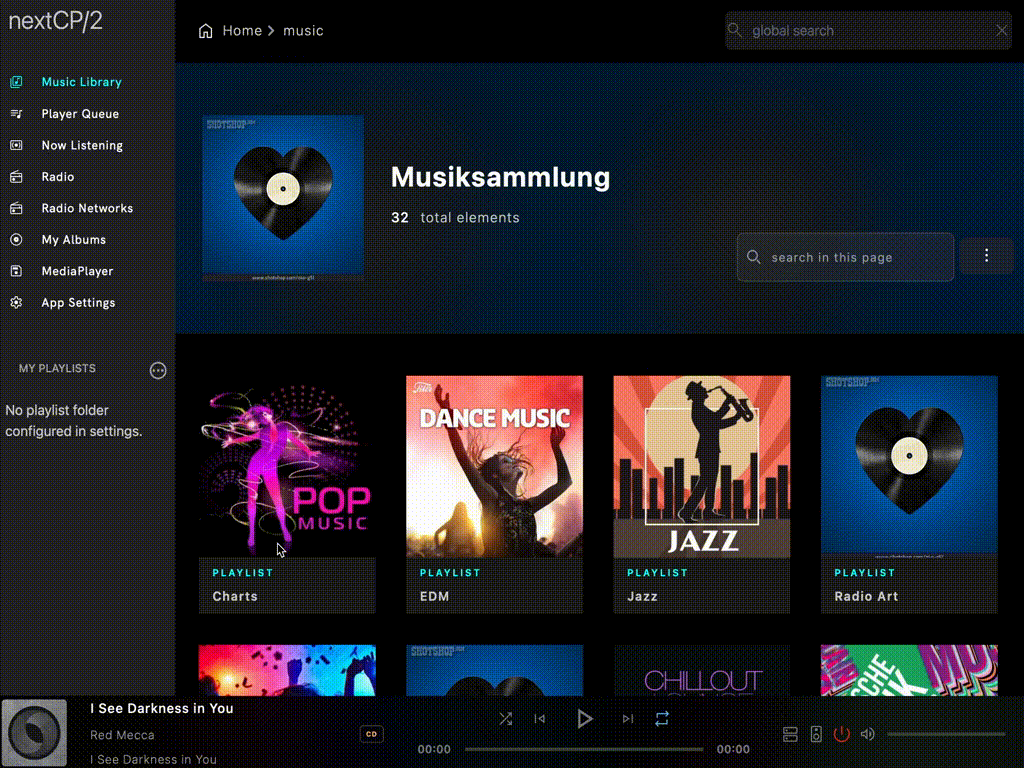 nextCP/2
Home music
global search
Music Library
Player Queue
Now Listening
Radio
Radio Networks
My Albums
MediaPlayer
App Settings
MY PLAYLISTS
No playlist folder
configured in settings.
SHOTSHOP
Musiksammlung
32 total elements
search in this page
POP
MUSIC
PLAYLIST
Charts
DANCE MUSIC
PLAYLIST
EDM
JAZZ
PLAYLIST
Jazz
SHOTSHOP
PLAYLIST
Radio Art
SHOTSHOP
CHILLOUT
I See Darkness in You
Red Mecca
I See Darkness in You
CD
00:00
00:00